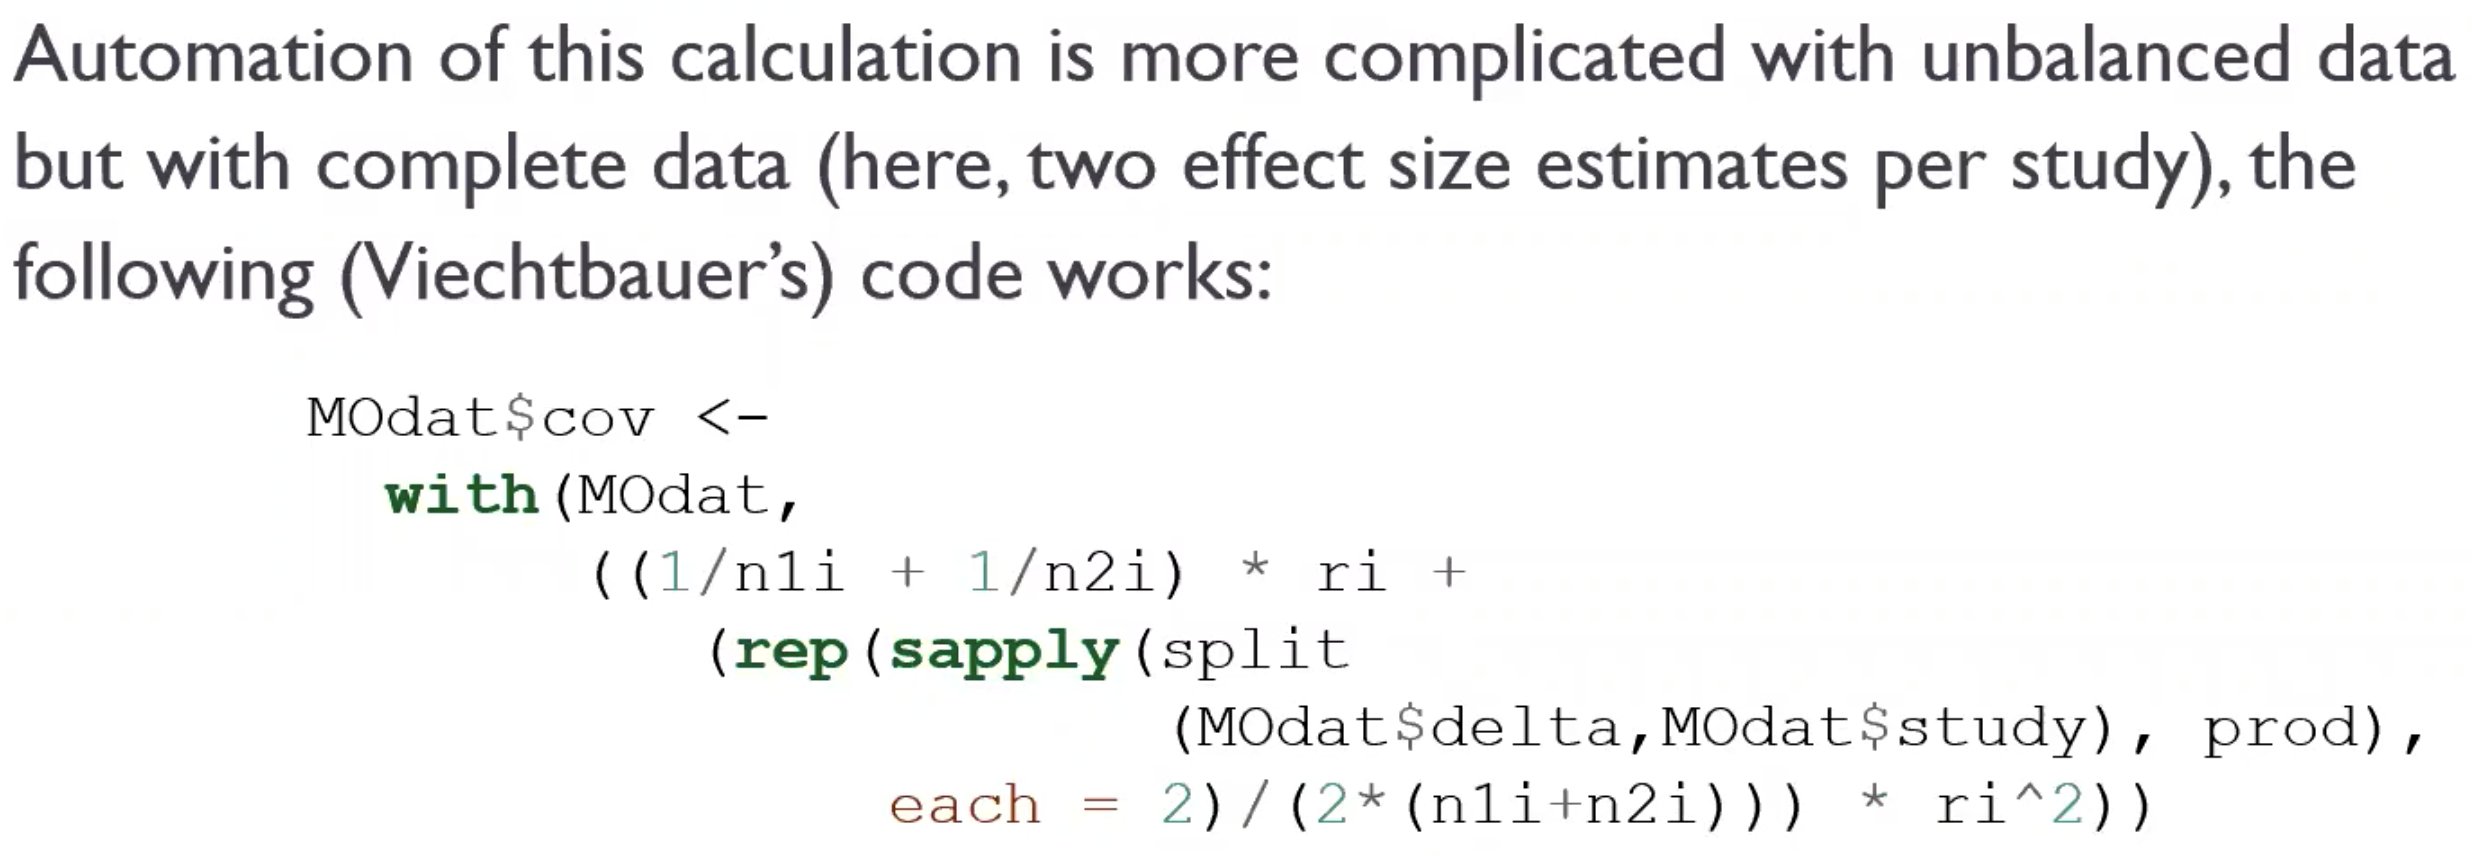 Automation of this calculation is more complicated with unbalanced data
but with complete data (here, two effect size estimates per study), the
following (Viechtbauer’s) code works:
MOdat$cov <-
with(MOdat,
((1/n1i + 1/n2i) * ri +
(rep(sapply(split
(MOdat$delta,MOdat$study), prod),
each = 2)/(2*(n1i+n2i))) * ri^2))